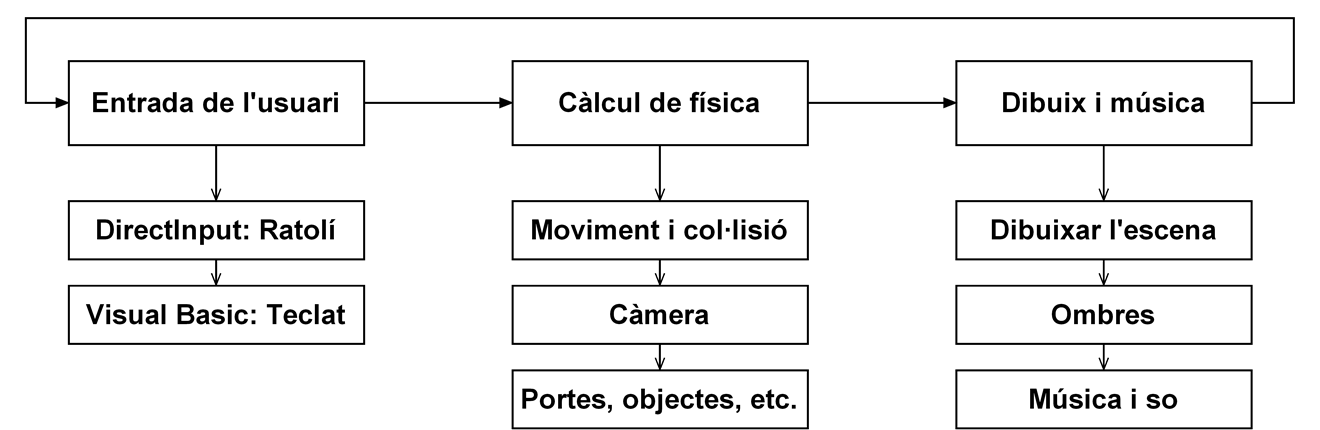 Entrada de l'usuari
Càlcul de física
Dibuix i música
DirectInput: Ratolí
Moviment i col·lisió
Dibuixar l'escena
Visual Basic: Teclat
Càmera
Ombres
Portes, objectes, etc.
Música i so